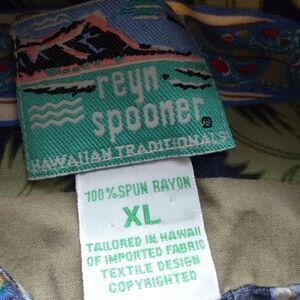 reyn
spooner
HAWAIIAN TRADITIONALS
100% SPUN RAYON
XL
TAILORED IN HAWAII
OF IMPORTED FABRIC
TEXTILE DESIGN
COPYRIGHTED